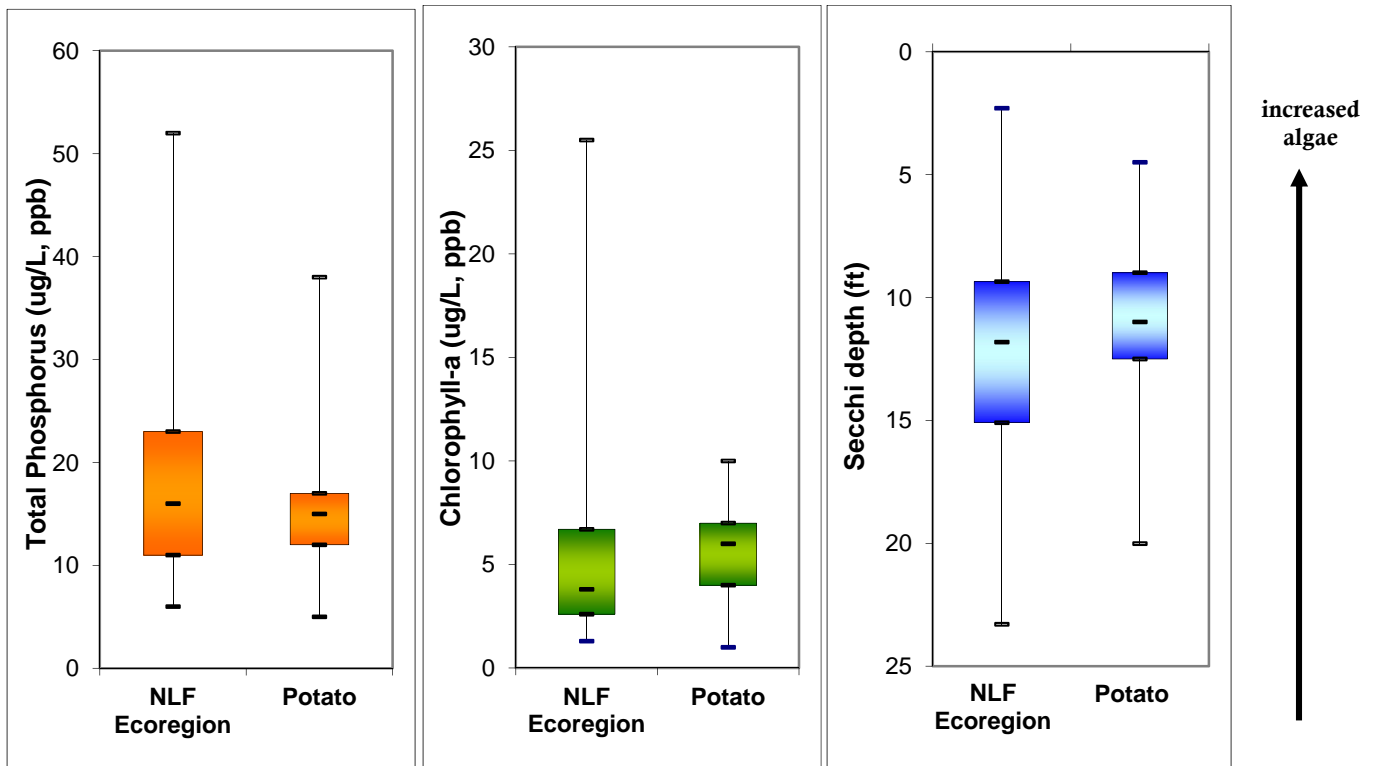 Total Phosphorus (ug/L, ppb)
60
50
40
30
20
10
0
NLF
Ecoregion
Potato
Chlorophyll-a (ug/L, ppb)
30
25
20
15
10
5
0
NLF
Ecoregion
Potato
Secchi depth (ft)
0
5
10
15
20
25
NLF
Ecoregion
Potato
increased
algae